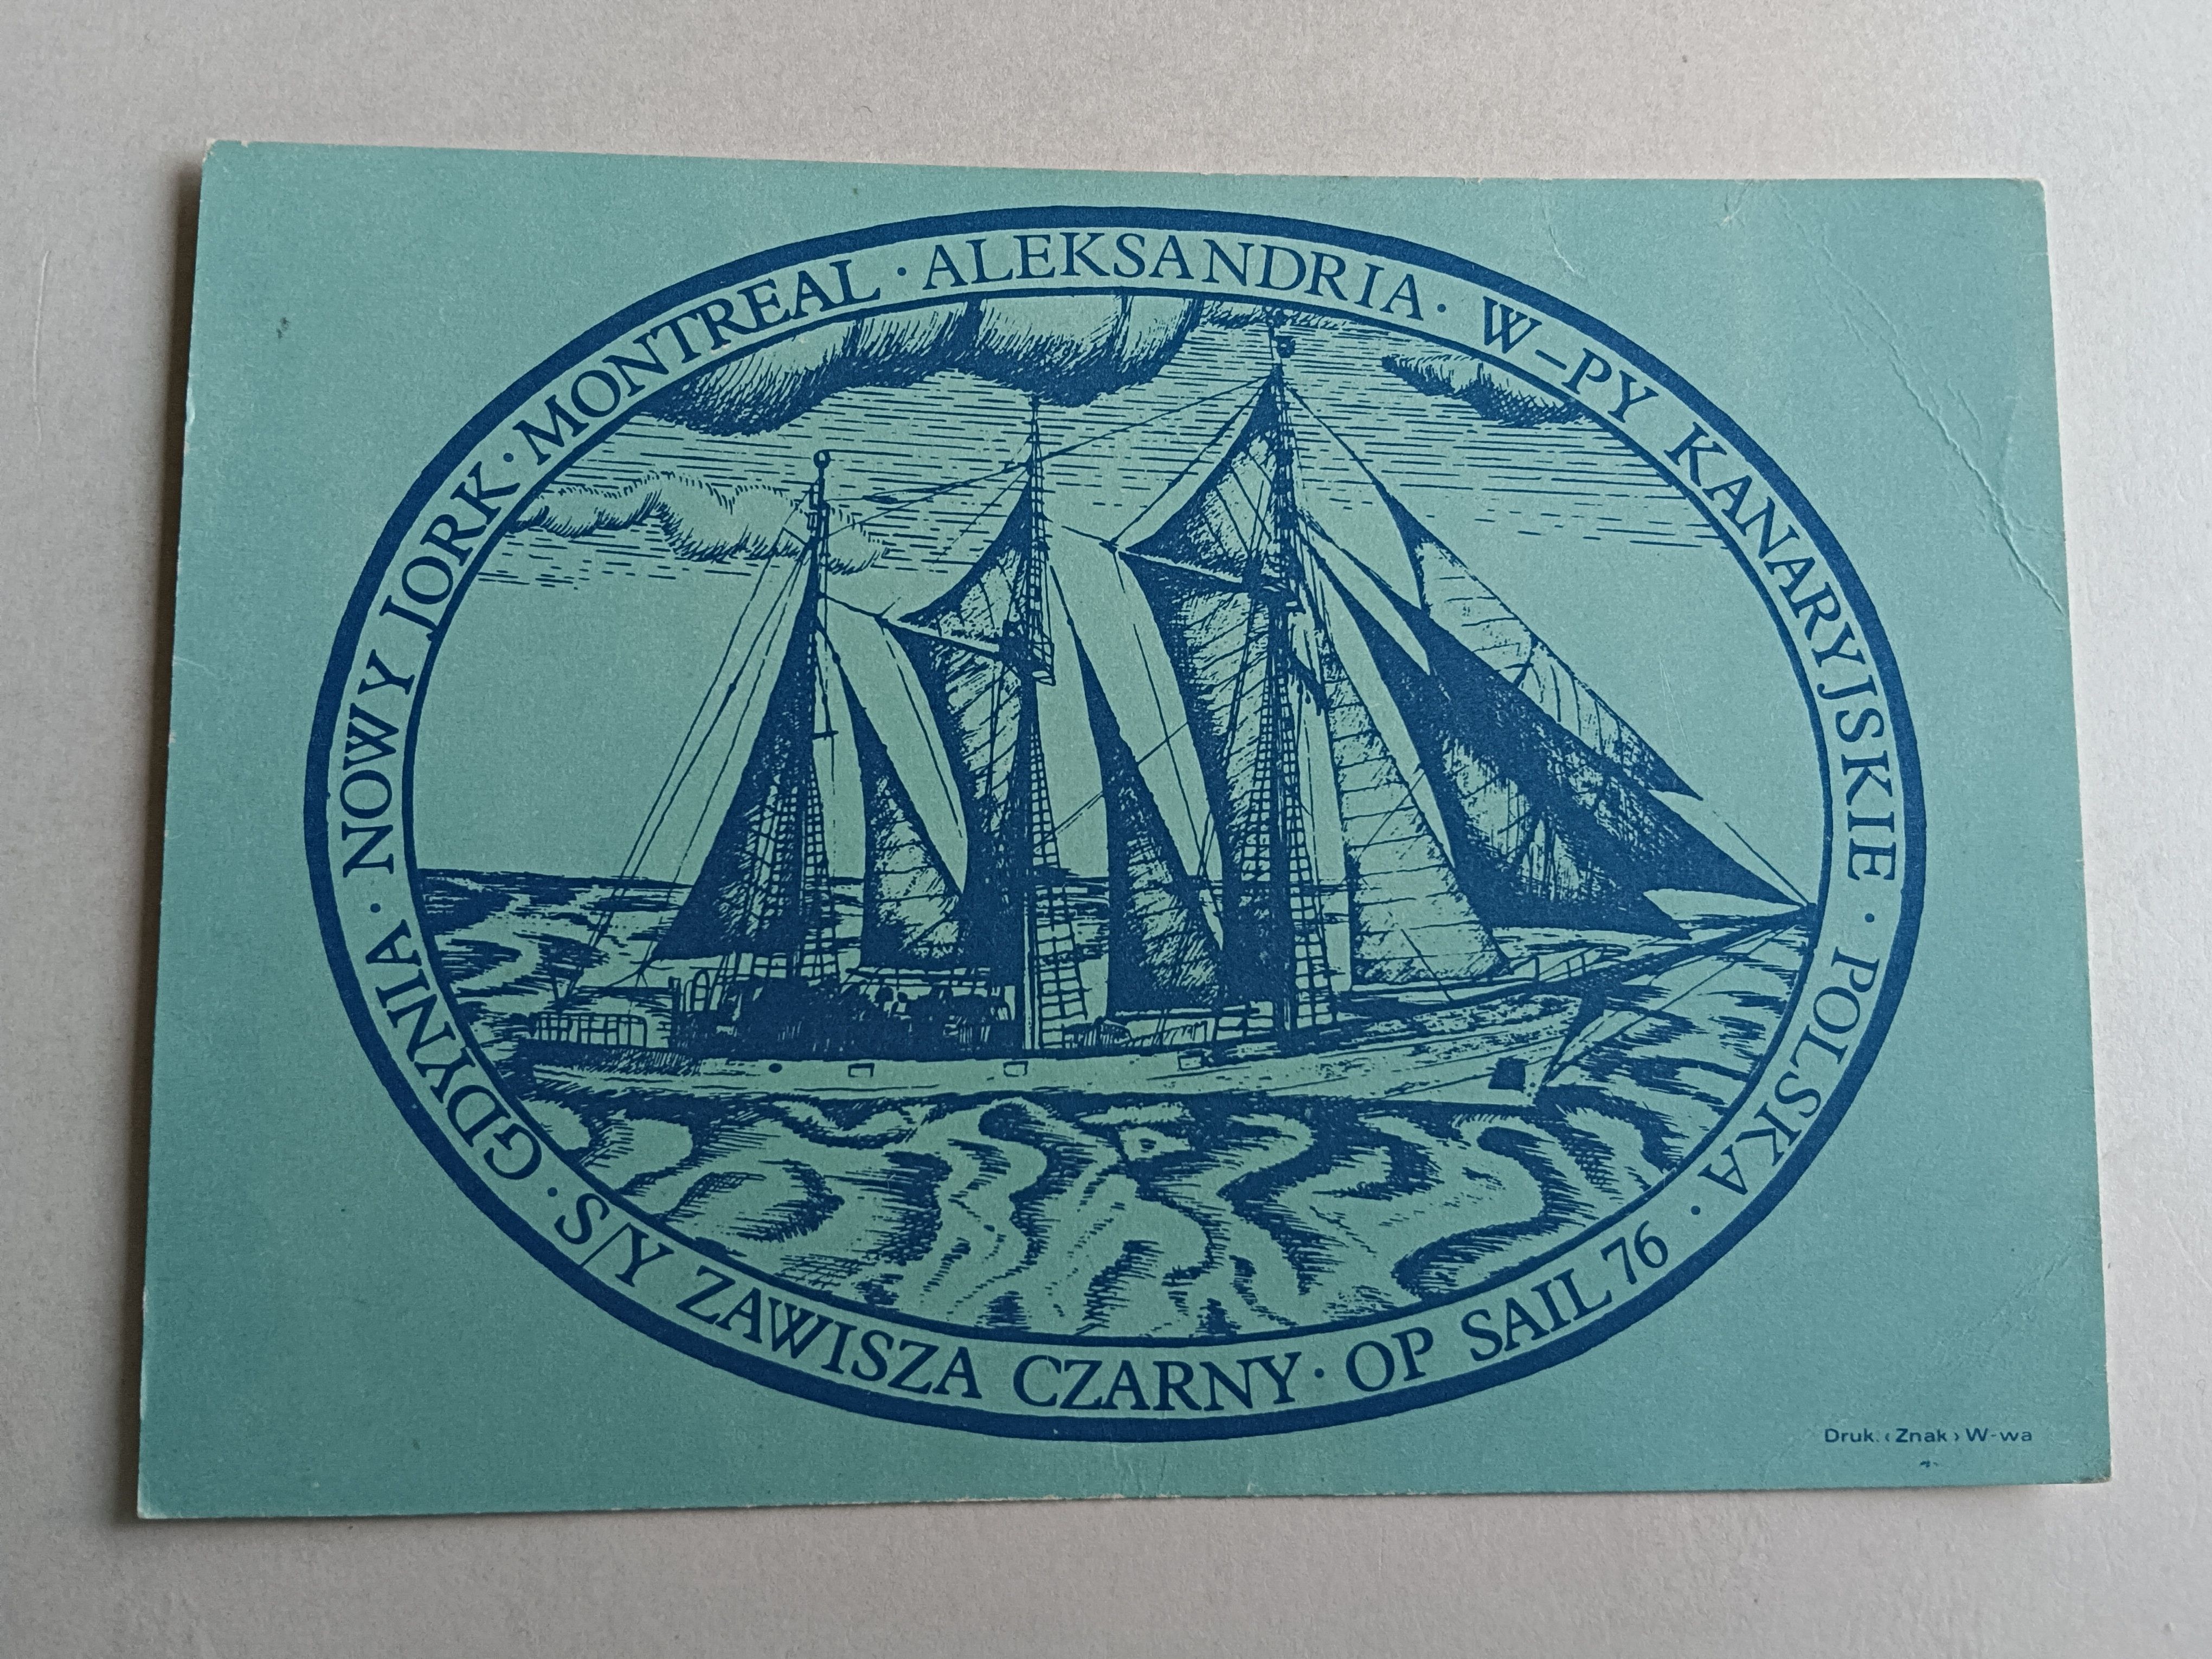 S/Y ZAWISZA CZARNY · GDYNIA · NOWY JORK · MONTREAL · ALEKSANDRIA · W-PY KANARYJSKIE · POLSKA ·
OP SAIL 76
Druk. ‹Znak› W-wa